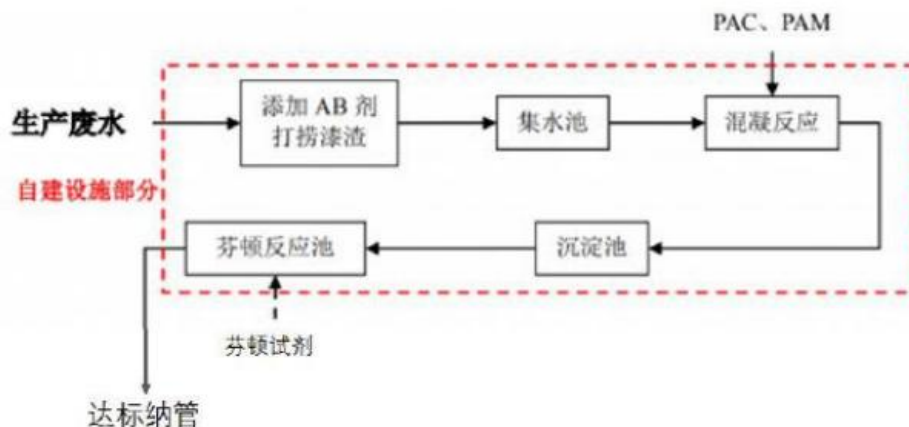 PAC、PAM
生产废水
添加 AB 剂
打捞漆渣
集水池
混凝反应
自建设施部分
芬顿反应池
沉淀池
芬顿试剂
达标纳管